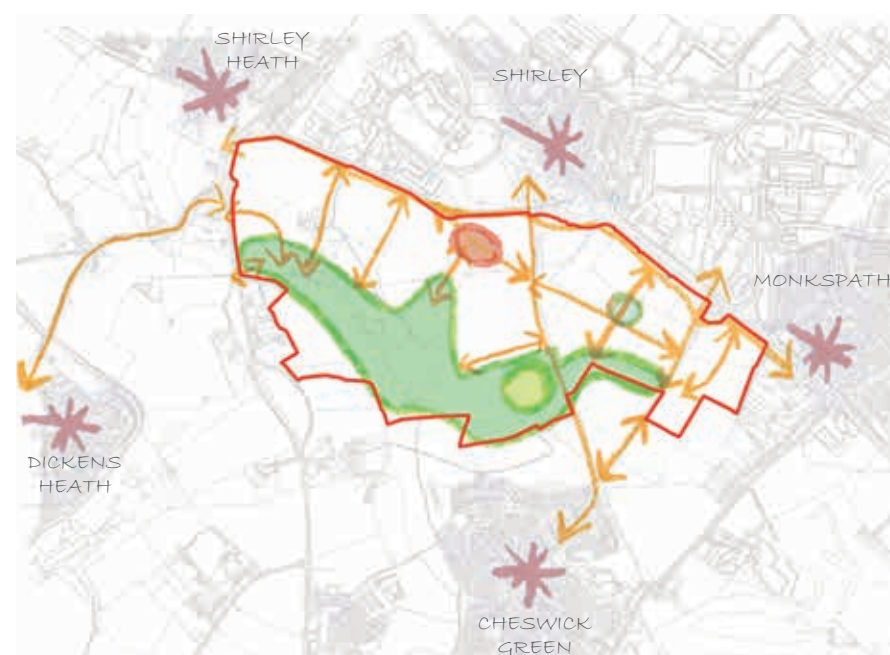 SHIRLEY
HEATH
SHIRLEY
MONKSPATH
DICKENS
HEATH
CHESWICK
GREEN